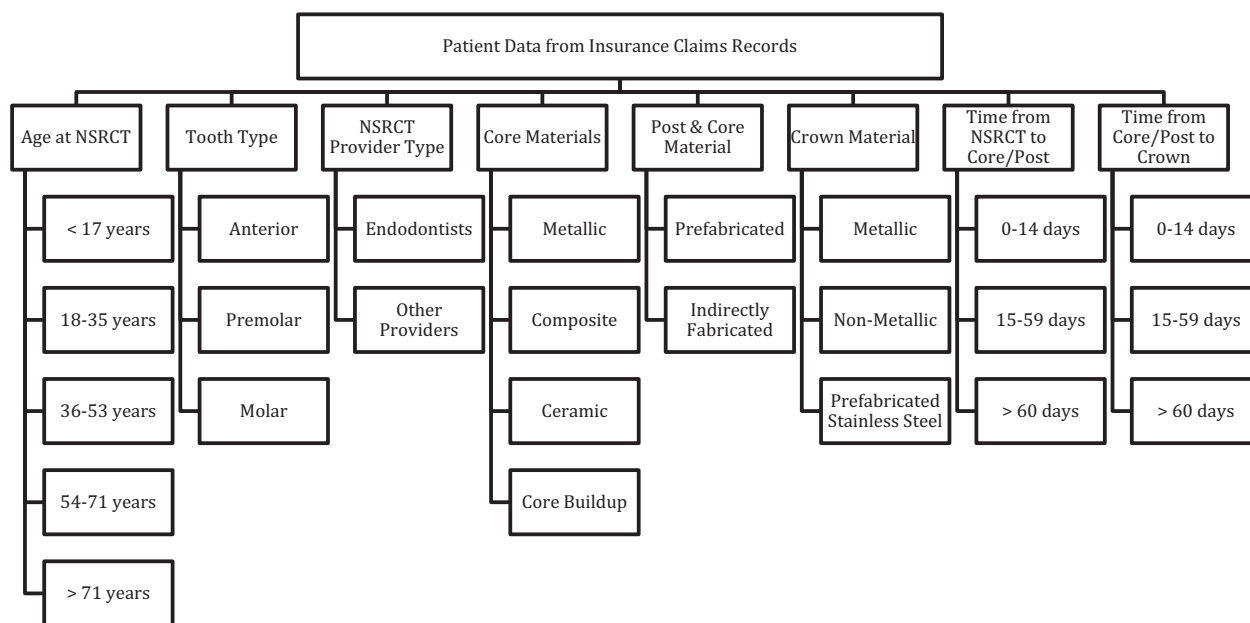 Patient Data from Insurance Claims Records
Age at NSRCT
Tooth Type
NSRCT
Provider Type
Core Materials
Post & Core
Material
Crown Material
Time from
NSRCT to
Core/Post
Time from
Core/Post to
Crown
< 17 years
Anterior
Endodontists
Metallic
Prefabricated
Metallic
0-14 days
0-14 days
18-35 years
Premolar
Other
Providers
Composite
Indirectly
Fabricated
Non-Metallic
15-59 days
15-59 days
36-53 years
Molar
Ceramic
Prefabricated
Stainless Steel
> 60 days
> 60 days
54-71 years
Core Buildup
> 71 years